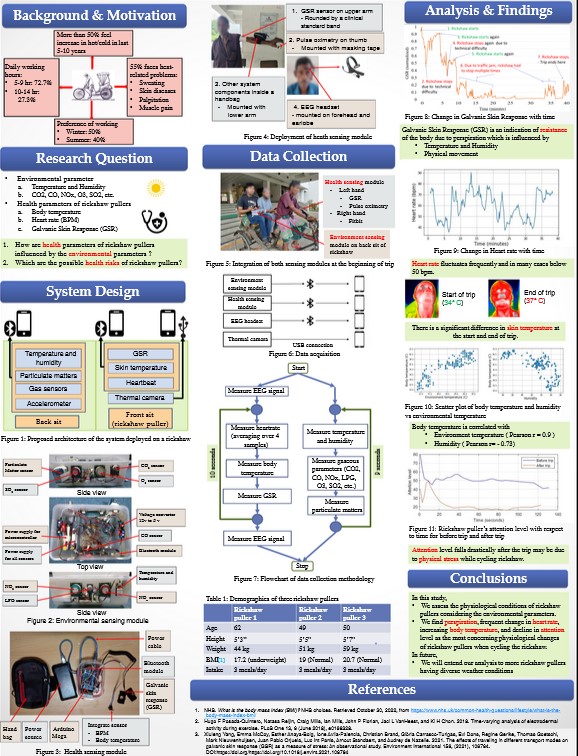 Background & Motivation
More than 50% feel
increase in hot/cold in last
5-10 years
Daily working
hours:
5-9 hr: 72.7%
10-14 hr:
27.3%
55% faces heat-
related problems:
Sweating
Skin diseases
Palpitation
Muscle pain
Preference of working
Winter: 50%
Summer: 40%
Research Question
Environmental parameter
a. Temperature and Humidity
b. CO2, CO, NOx, O3, SO2, etc.
Health parameters of rickshaw pullers
a. Body temperature
b. Heart rate (BPM)
c. Galvanic Skin Response (GSR)
1. How are health parameters of rickshaw pullers
influenced by the environmental parameters ?
2. Which are the possible health risks of rickshaw pullers?
System Design
Temperature and
humidity
Particulate matters
Gas sensors
Accelerometer
Back sit
GSR
Skin temperature
Heartbeat
Thermal camera
Front sit
(rickshaw puller)
Figure 1: Proposed architecture of the system deployed on a rickshaw
Particulate
Matter sensor
SO2 sensor
CO2 sensor
O3 sensor
Side view
Power supply for
microcontroller
Power supply
for all sensors
Voltage converter
12v to 5 v
CO sensor
Bluetooth module
Top view
NO2 sensor
LPG sensor
Temperature and
humidity
Side view
Figure 2: Environmental sensing module
Power
cable
Bluetooth
module
Galvanic
skin
response
(GSR)
Hand
bag
Power
source
Arduino
Mega
Integrate sensors
- BPM
- Body temperature
Figure 3: Health sensing module
1. GSR sensor on upper arm
- Rounded by a clinical
standard band
2. Pulse oximetry on thumb
- Mounted with masking tape
3. Other system
components inside a
handbag
- Mounted with
lower arm
4. EEG headset
- mounted on forehead and
earlobe
Figure 4: Deployment of heath sensing module
Data Collection
Health sensing module
- Left hand
- GSR
- Pulse oximetry
- Right hand
- Fitbit
Environment sensing
module on back sit of
rickshaw
Figure 5: Integration of both sensing modules at the beginning of trip
Environment
sensing module
Health sensing
module
EEG headset
Thermal camera
USB connection
Figure 6: Data acquisition
Start
Measure EEG signal
Measure heartrate
(averaging over 4
samples)
Measure body
temperature
Measure GSR
Measure EEG signal
10 seconds
Measure temperature
and humidity
Measure gaseous
parameters (CO2,
CO, NOx, LPG,
O3, SO2, etc.)
Measure
particulate matters
Stop
Figure 7: Flowchart of data collection methodology
Table 1: Demographics of three rickshaw pullers
Rickshaw puller 1 Rickshaw puller 2 Rickshaw puller 3
Age 62 49 50
Height 5'3" 5'5" 5'7"
Weight 44 kg 51 kg 59 kg
BMI[1] 17.2 (underweight) 19 (Normal) 20.7 (Normal)
Intake 3 meals/day 3 meals/day 3 meals/day
Analysis & Findings
Figure 8: Change in Galvanic Skin Response with time
Galvanic Skin Response (GSR) is an indication of resistance
of the body due to perspiration which is influenced by
Temperature and Humidity
Physical movement
Heart rate (bpm)
Time (minutes)
Figure 9: Change in Heart rate with time
Heart rate fluctuates frequently and in many cases below
50 bpm.
Start of trip
(34° C)
End of trip
(37° C)
There is a significant difference in skin temperature at
the start and end of trip.
Figure 10: Scatter plot of body temperature and humidity
vs environmental temperature
Body temperature is correlated with
Environment temperature ( Pearson r = 0.9 )
Humidity ( Pearson r= - 0.73)
Before trip
After trip
Attention level
Time (seconds)
Figure 11: Rickshaw puller's attention level with respect
to time for before trip and after trip
Attention level falls drastically after the trip may be due
to physical stress while cycling rickshaw.
Conclusions
In this study,
We assess the physiological conditions of rickshaw
pullers considering the environmental parameters.
We find perspiration, frequent change in heart rate,
increasing body temperature, and decline in attention
level as the most concerning physiological changes
of rickshaw pullers when cycling the rickshaw.
In future,
We will extend our analysis to more rickshaw pullers
having diverse weather conditions
References